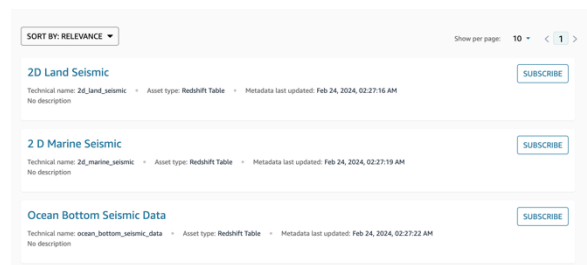 SORT BY: RELEVANCE
Show per page: 10 < 1 >
2D Land Seismic
SUBSCRIBE
Technical name: 2d_land_seismic • Asset type: Redshift Table • Metadata last updated: Feb 24, 2024, 02:27:16 AM
No description
2 D Marine Seismic
SUBSCRIBE
Technical name: 2d_marine_seismic • Asset type: Redshift Table • Metadata last updated: Feb 24, 2024, 02:27:19 AM
No description
Ocean Bottom Seismic Data
SUBSCRIBE
Technical name: ocean_bottom_seismic_data • Asset type: Redshift Table • Metadata last updated: Feb 24, 2024, 02:27:22 AM
No description